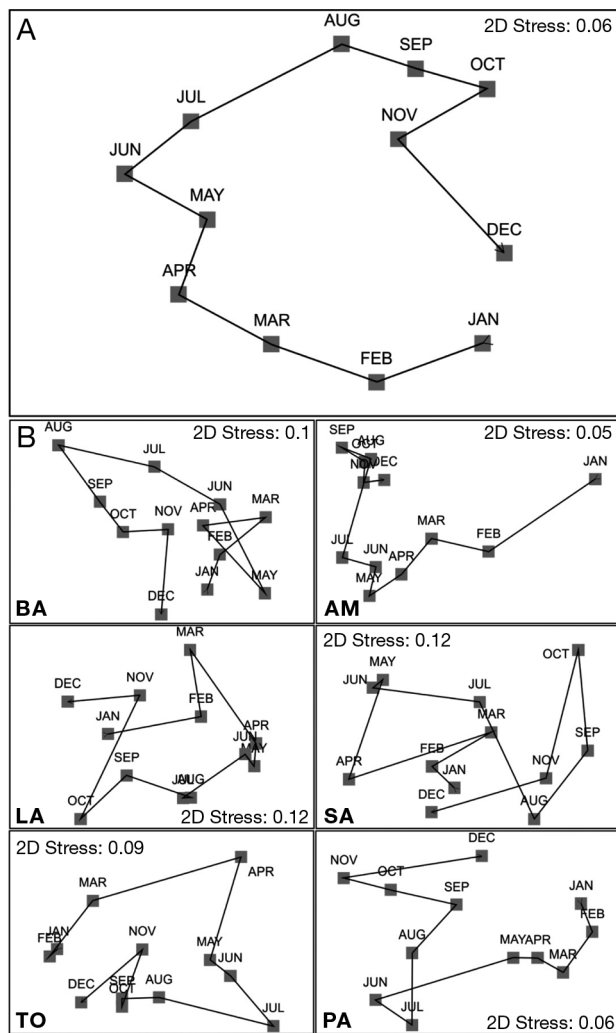 A
2D Stress: 0.06
AUG
SEP
OCT
JUL
NOV
JUN
MAY
DEC
APR
MAR
JAN
FEB
B
2D Stress: 0.1
AUG
JUL
SEP
JUN
OCT
NOV
APR
MAR
FEB
JAN
MAY
DEC
BA
2D Stress: 0.05
SEP
AUG
OCT
NOV
DEC
JAN
MAR
FEB
JUL
JUN
APR
MAY
AM
MAR
DEC
NOV
FEB
JAN
APR
JUN
MAY
SEP
JUL
AUG
OCT
LA
2D Stress: 0.12
2D Stress: 0.12
OCT
MAY
JUN
JUL
MAR
SEP
FEB
APR
JAN
NOV
DEC
AUG
SA
2D Stress: 0.09
APR
MAR
JAN
FEB
NOV
MAY
JUN
SEP
OCT
DEC
AUG
JUL
TO
DEC
NOV
OCT
SEP
JAN
FEB
AUG
MAY
APR
MAR
JUN
JUL
PA
2D Stress: 0.06